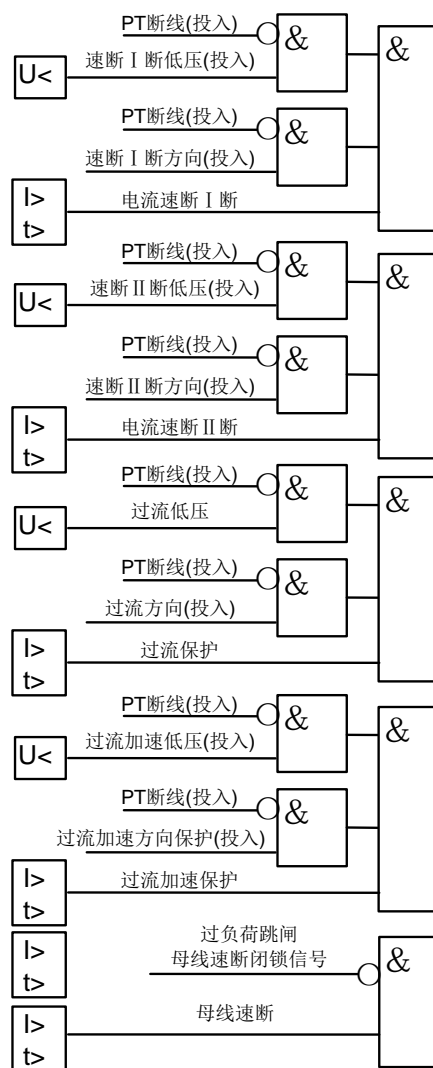 PT断线(投入)
&
&
U<
速断Ⅰ断低压(投入)
PT断线(投入)
&
速断Ⅰ断方向(投入)
I>
t>
电流速断Ⅰ断
PT断线(投入)
&
&
U<
速断Ⅱ断低压(投入)
PT断线(投入)
&
速断Ⅱ断方向(投入)
I>
t>
电流速断Ⅱ断
PT断线(投入)
&
&
U<
过流低压
PT断线(投入)
&
过流方向(投入)
I>
t>
过流保护
PT断线(投入)
&
&
U<
过流加速低压(投入)
PT断线(投入)
&
过流加速方向保护(投入)
I>
t>
过流加速保护
I>
t>
过负荷跳闸
母线速断闭锁信号
&
I>
t>
母线速断